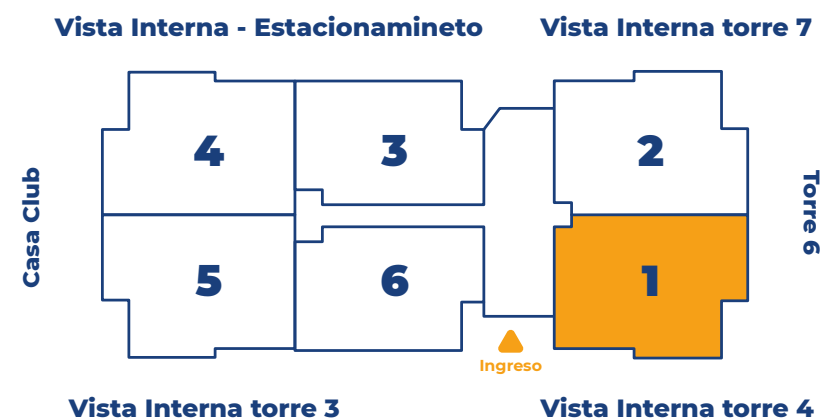 Vista Interna - Estacionamineto
Vista Interna torre 7
4
3
2
Casa Club
Torre 6
5
6
1
Ingreso
Vista Interna torre 3
Vista Interna torre 4